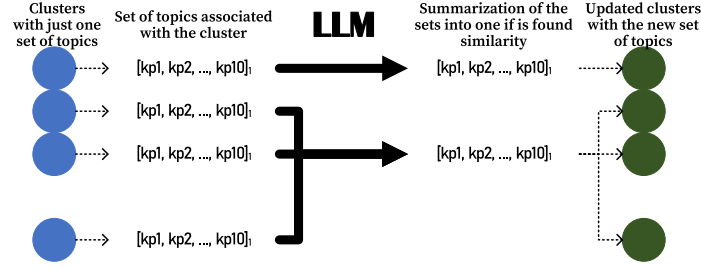 Clusters
with just one
set of topics
Set of topics associated
with the cluster
LLM
Summarization of the
sets into one if is found
similarity
Updated clusters
with the new set
of topics
[kp1, kp2, ..., kp10]₁
[kp1, kp2, ..., kp10]₁
[kp1, kp2, ..., kp10]₁
[kp1, kp2, ..., kp10]₁
[kp1, kp2, ..., kp10]₁
[kp1, kp2, ..., kp10]₁